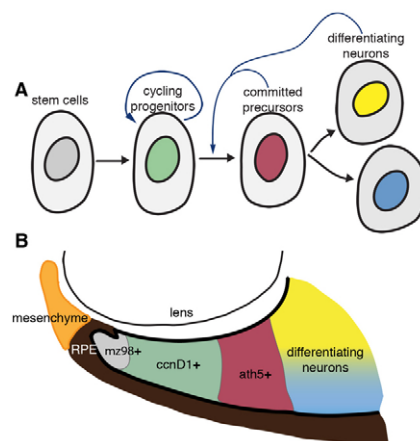 A
stem cells
cycling
progenitors
committed
precursors
differentiating
neurons
B
lens
mesenchyme
RPE
mz98+
ccnD1+
ath5+
differentiating
neurons